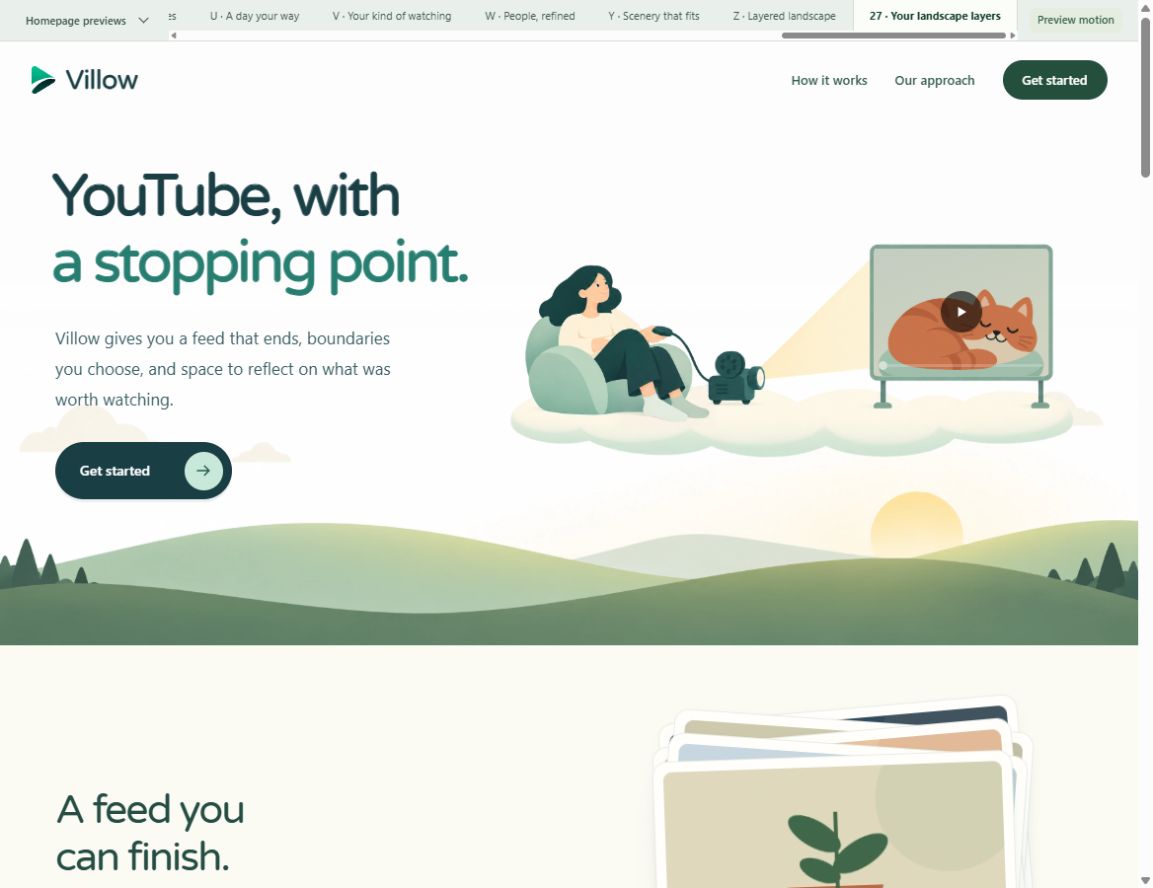 Homepage previews
U · A day your way
V · Your kind of watching
W · People, refined
Y · Scenery that fits
Z · Layered landscape
27 · Your landscape layers
Preview motion
Villow
How it works
Our approach
Get started
YouTube, with
a stopping point.
Villow gives you a feed that ends, boundaries
you choose, and space to reflect on what was
worth watching.
Get started
A feed you
can finish.